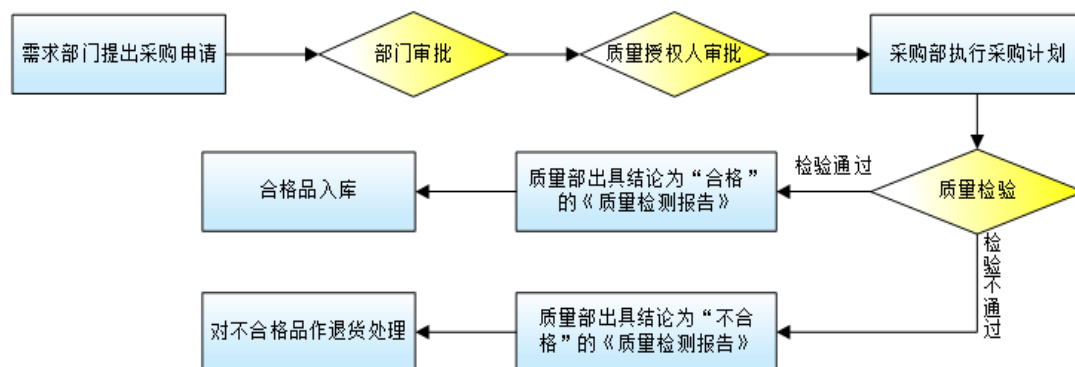 需求部门提出采购申请
部门审批
质量授权人审批
采购部执行采购计划
合格品入库
质量部出具结论为“合格”
的《质量检测报告》
检验通过
质量检验
检验不通过
对不合格品作退货处理
质量部出具结论为“不合
格”的《质量检测报告》